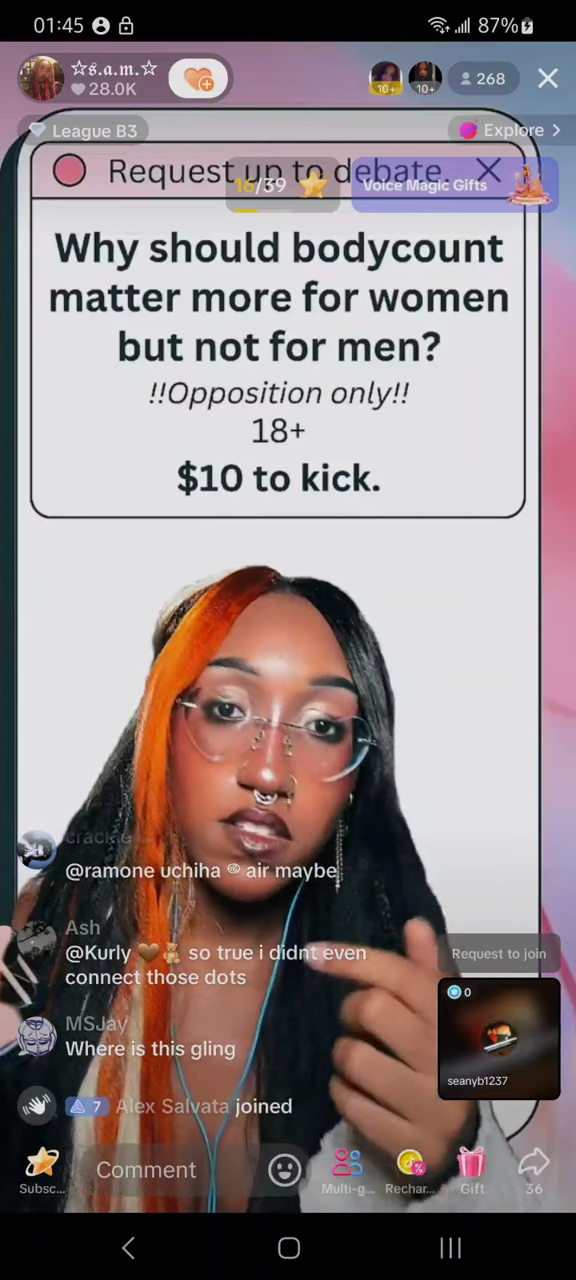 01:45
87%
☆𝔰.𝔞.𝔪.☆
28.0K
10+
10+
268
League B3
Explore >
Request up to debate.
16/39
Voice Magic Gifts
Why should bodycount
matter more for women
but not for men?
!!Opposition only!!
18+
$10 to kick.
@ramone uchiha air maybe
Ash
@Kurly 🤎🧸 so true i didnt even
connect those dots
MSJay
Where is this gling
7 Alex Salvata joined
Request to join
0
seanyb1237
Subsc...
Comment
Multi-g...
Rechar...
Gift
36